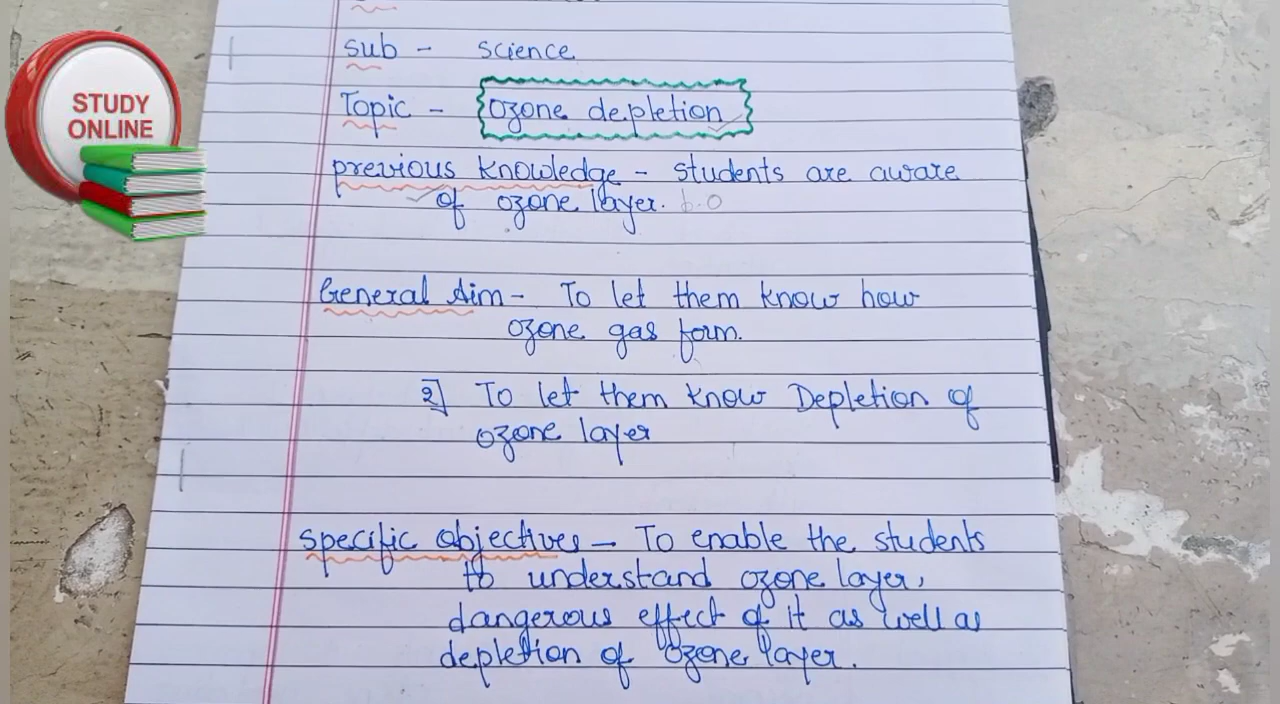 STUDY
ONLINE
Sub - Science
Topic - Ozone depletion
previous knowledge - students are aware
of ozone layer.
General Aim - To let them know how
ozone gas form.
2] To let them know Depletion of
ozone layer
Specific objectives - To enable the students
to understand ozone layer,
dangerous effect of it as well as
depletion of Ozone layer.